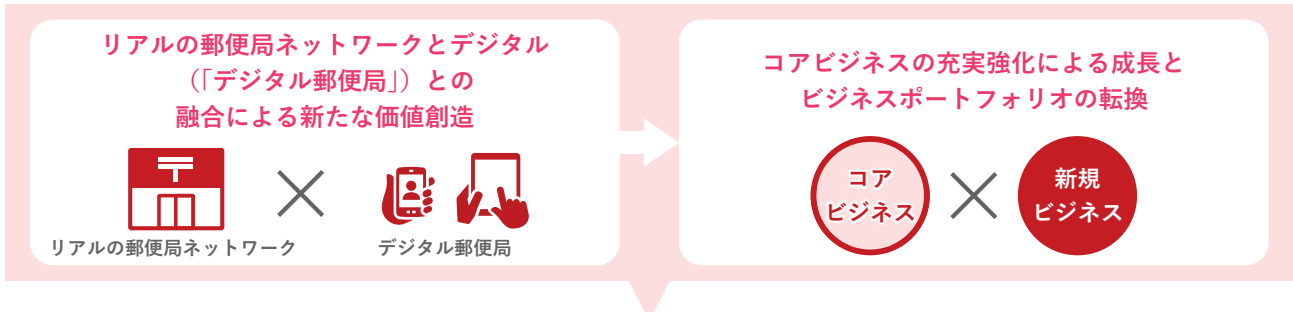 リアルの郵便局ネットワークとデジタル
（「デジタル郵便局」）との
融合による新たな価値創造
リアルの郵便局ネットワーク
デジタル郵便局
コアビジネスの充実強化による成長と
ビジネスポートフォリオの転換
コア
ビジネス
新規
ビジネス